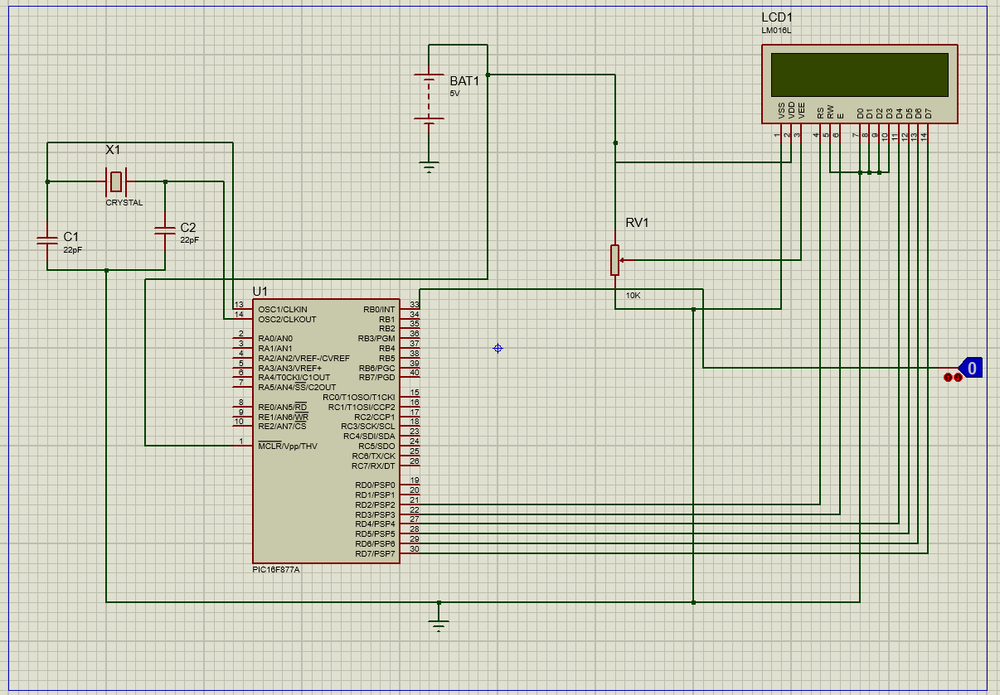 LCD1
LM016L
VSS
VDD
VEE
RS
RW
E
D0
D1
D2
D3
D4
D5
D6
D7
1
2
3
4
5
6
7
8
9
10
11
12
13
14
BAT1
5V
X1
CRYSTAL
C1
22pF
C2
22pF
RV1
10K
0
U1
13 OSC1/CLKIN RB0/INT 33
14 OSC2/CLKOUT RB1 34
RB2 35
2 RA0/AN0 RB3/PGM 36
3 RA1/AN1 RB4 37
4 RA2/AN2/VREF-/CVREF RB5 38
5 RA3/AN3/VREF+ RB6/PGC 39
6 RA4/T0CKI/C1OUT RB7/PGD 40
7 RA5/AN4/SS/C2OUT
RC0/T1OSO/T1CKI 15
8 RE0/AN5/RD RC1/T1OSI/CCP2 16
9 RE1/AN6/WR RC2/CCP1 17
10 RE2/AN7/CS RC3/SCK/SCL 18
RC4/SDI/SDA 23
1 MCLR/Vpp/THV RC5/SDO 24
RC6/TX/CK 25
RC7/RX/DT 26
RD0/PSP0 19
RD1/PSP1 20
RD2/PSP2 21
RD3/PSP3 22
RD4/PSP4 27
RD5/PSP5 28
RD6/PSP6 29
RD7/PSP7 30
PIC16F877A